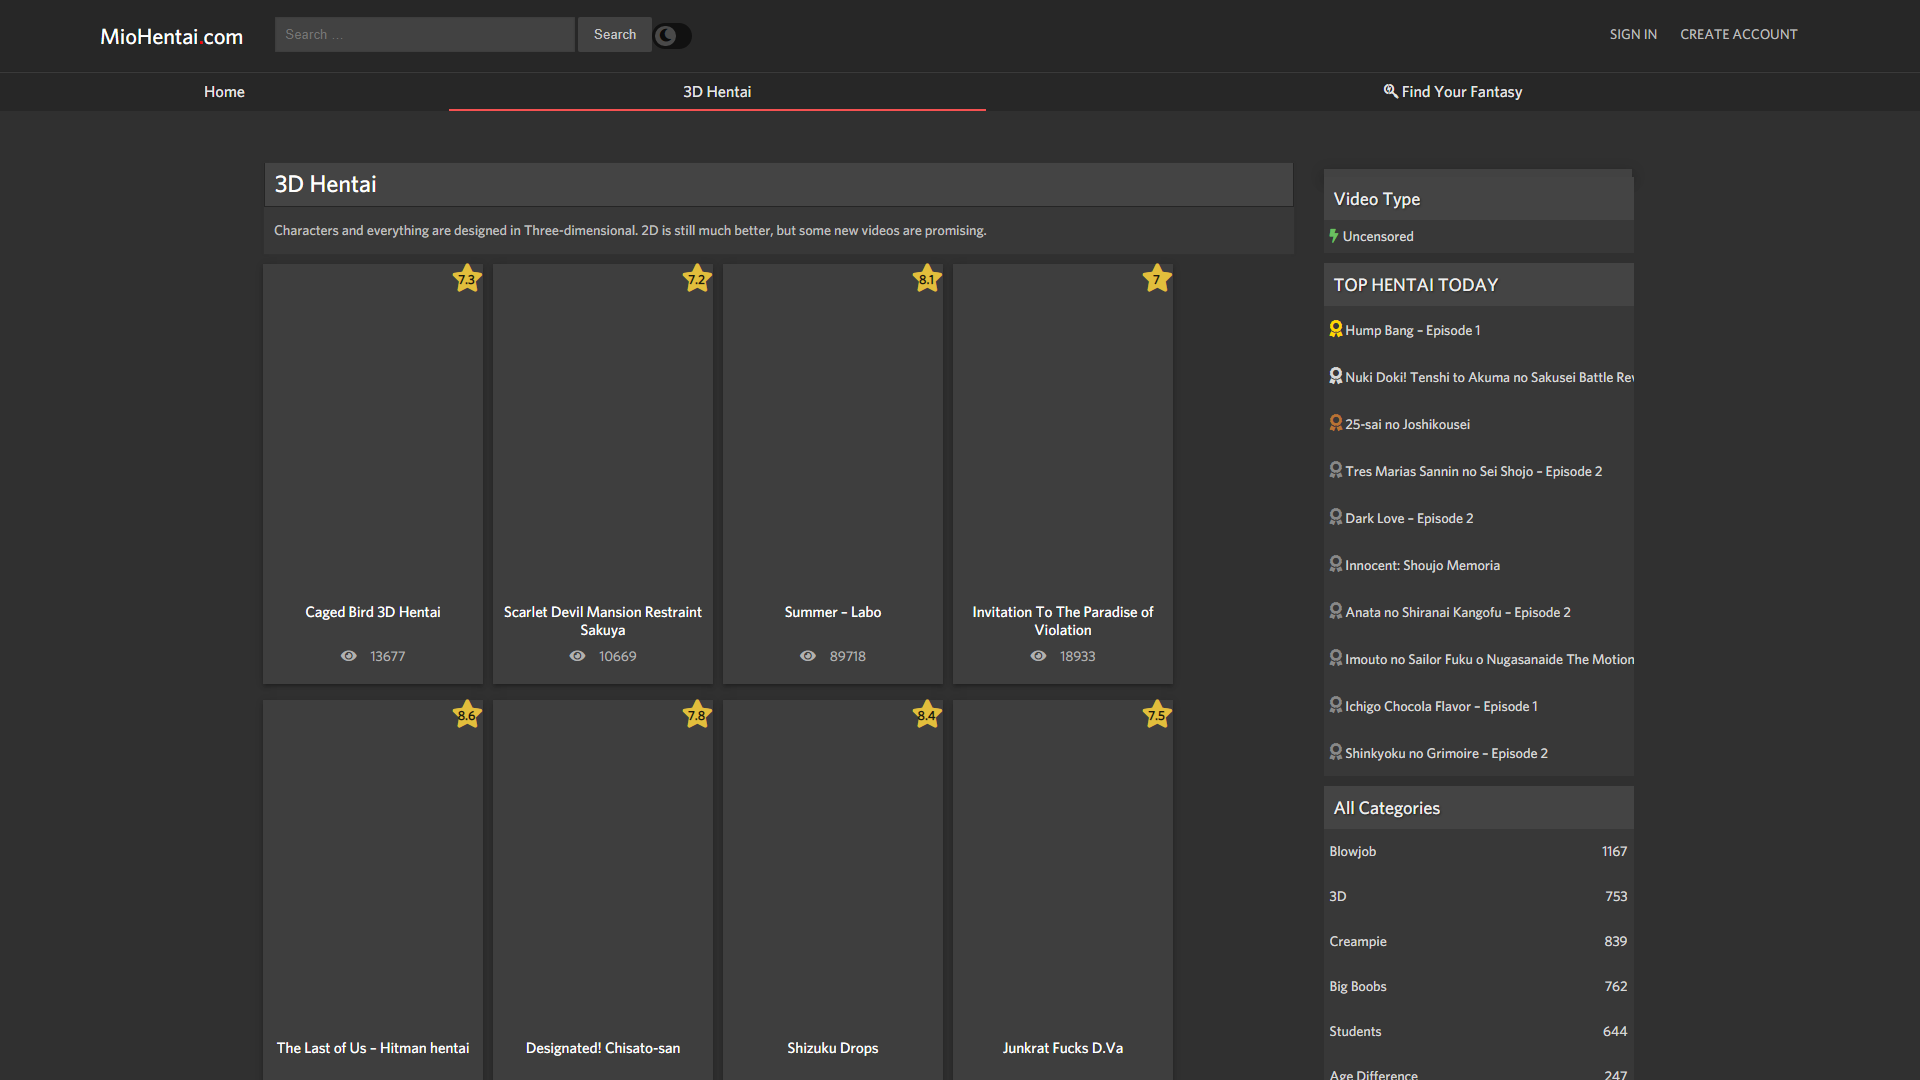 MioHentai.com
Search ...
Search
SIGN IN
CREATE ACCOUNT
Home
3D Hentai
Find Your Fantasy
3D Hentai
Characters and everything are designed in Three-dimensional. 2D is still much better, but some new videos are promising.
7.3
7.2
8.1
7
Caged Bird 3D Hentai
13677
Scarlet Devil Mansion Restraint
Sakuya
10669
Summer – Labo
89718
Invitation To The Paradise of
Violation
18933
8.6
7.8
8.4
7.5
The Last of Us – Hitman hentai
Designated! Chisato-san
Shizuku Drops
Junkrat Fucks D.Va
Video Type
Uncensored
TOP HENTAI TODAY
Hump Bang – Episode 1
Nuki Doki! Tenshi to Akuma no Sakusei Battle Rev
25-sai no Joshikousei
Tres Marias Sannin no Sei Shojo – Episode 2
Dark Love – Episode 2
Innocent: Shoujo Memoria
Anata no Shiranai Kangofu – Episode 2
Imouto no Sailor Fuku o Nugasanaide The Motion
Ichigo Chocola Flavor – Episode 1
Shinkyoku no Grimoire – Episode 2
All Categories
Blowjob 1167
3D 753
Creampie 839
Big Boobs 762
Students 644
Age Difference 247